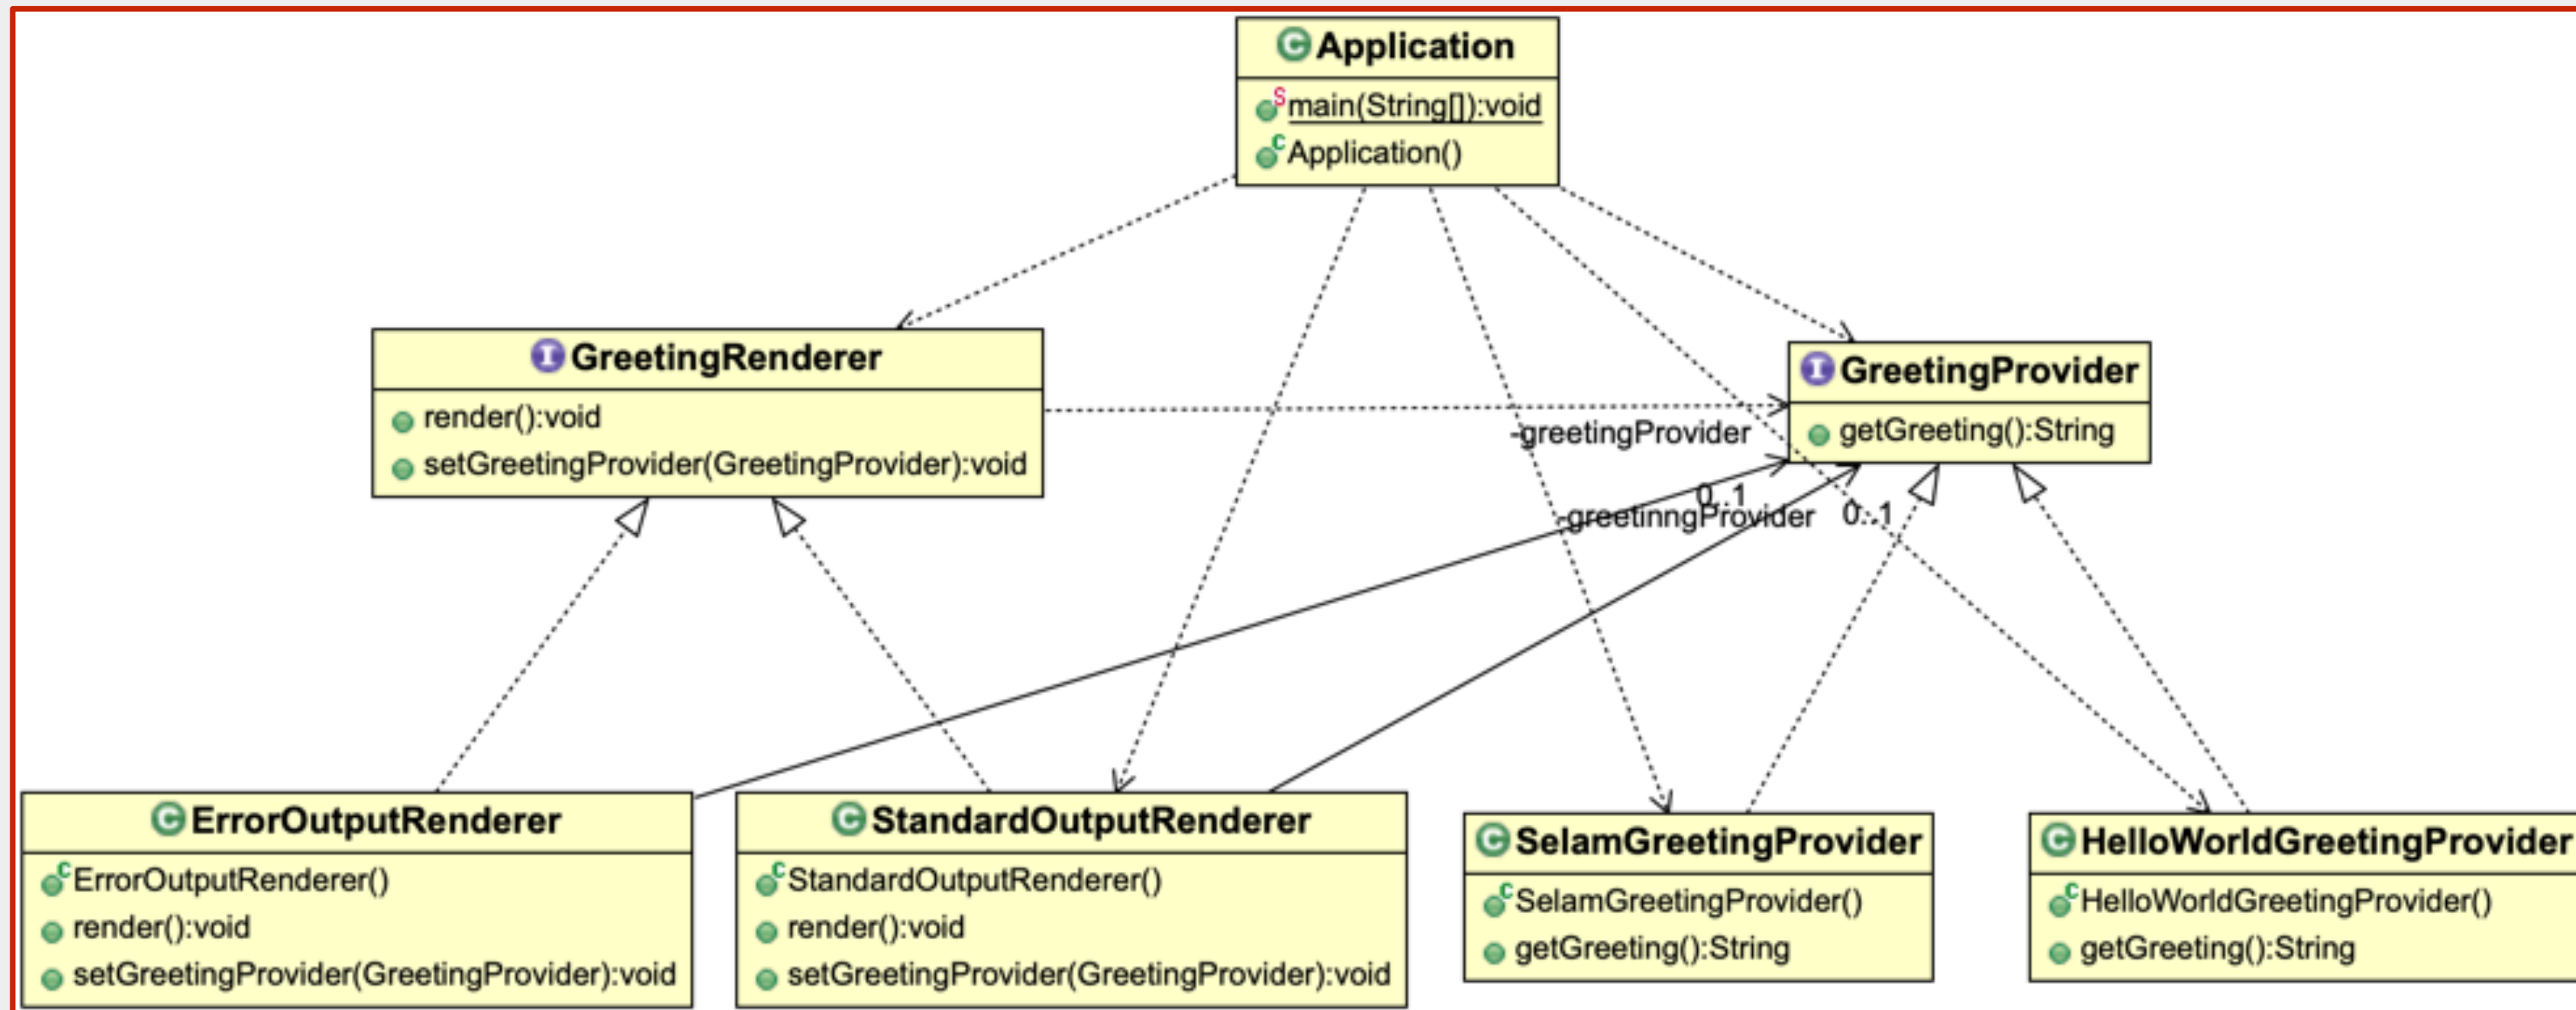 Application
main(String[]):void
Application()
GreetingRenderer
render():void
setGreetingProvider(GreetingProvider):void
GreetingProvider
getGreeting():String
-greetingProvider
0..1
-greetinngProvider
0..1
ErrorOutputRenderer
ErrorOutputRenderer()
render():void
setGreetingProvider(GreetingProvider):void
StandardOutputRenderer
StandardOutputRenderer()
render():void
setGreetingProvider(GreetingProvider):void
SelamGreetingProvider
SelamGreetingProvider()
getGreeting():String
HelloWorldGreetingProvider
HelloWorldGreetingProvider()
getGreeting():String